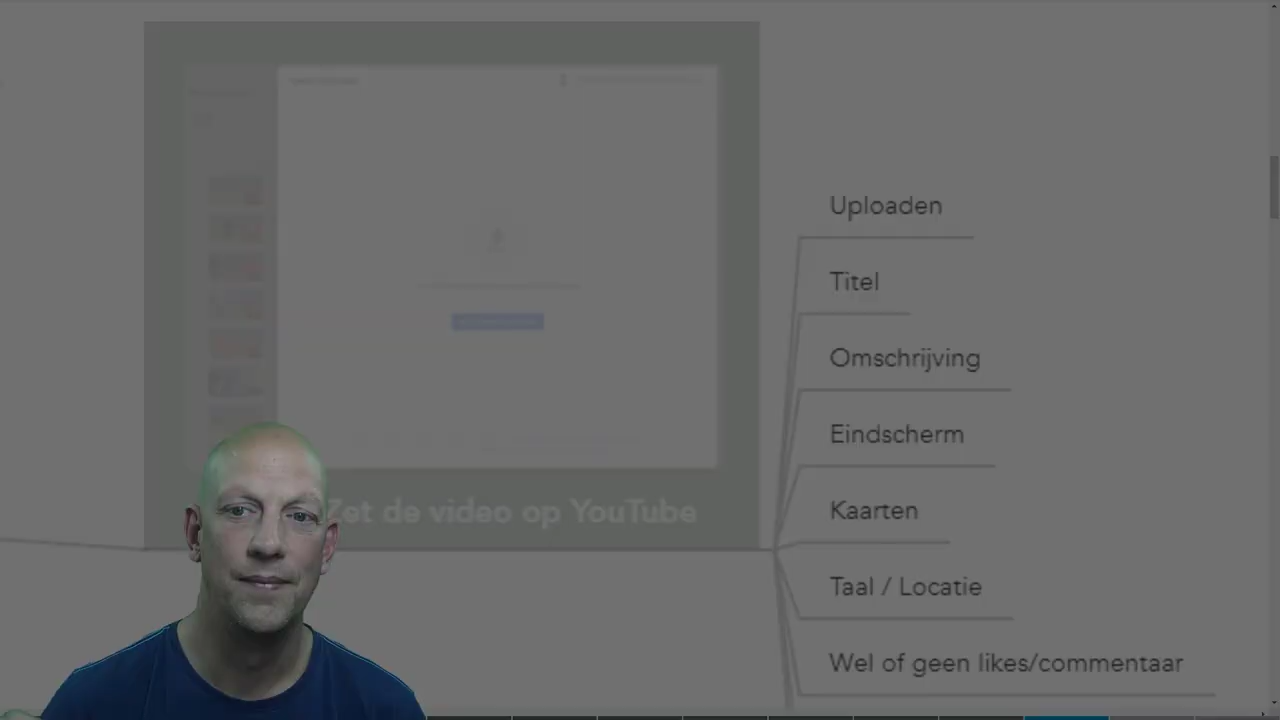 Uploaden
Titel
Omschrijving
Eindscherm
Zet de video op YouTube
Kaarten
Taal / Locatie
Wel of geen likes/commentaar